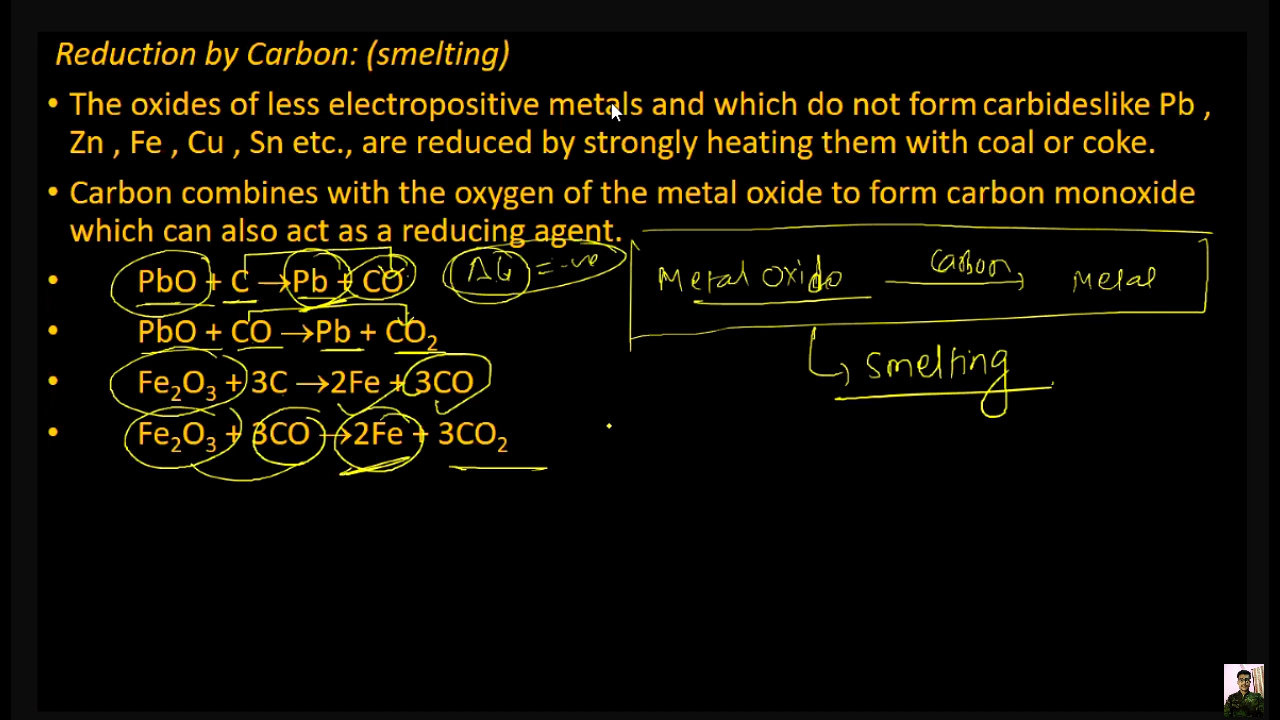 Reduction by Carbon: (smelting)
• The oxides of less electropositive metals and which do not form carbideslike Pb ,
Zn , Fe , Cu , Sn etc., are reduced by strongly heating them with coal or coke.
• Carbon combines with the oxygen of the metal oxide to form carbon monoxide
which can also act as a reducing agent.
• PbO + C →Pb + CO
ΔG = -ve
Metal Oxide Carbon → Metal
• PbO + CO →Pb + CO₂
↳ Smelting
• Fe₂O₃ + 3C →2Fe + 3CO
• Fe₂O₃ + 3CO →2Fe + 3CO₂